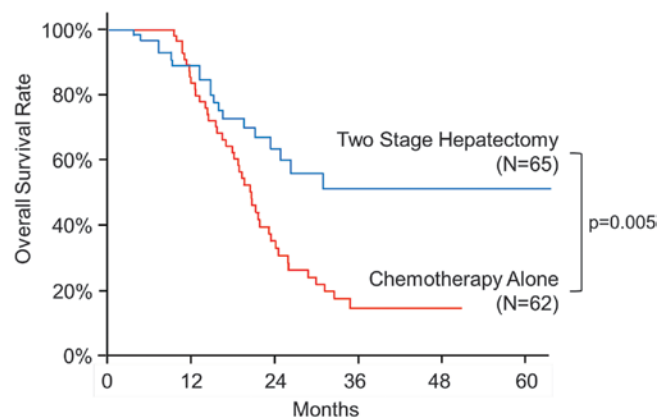 100%
80%
60%
40%
20%
0%
Overall Survival Rate
Two Stage Hepatectomy
(N=65)
p=0.005
Chemotherapy Alone
(N=62)
0 12 24 36 48 60
Months